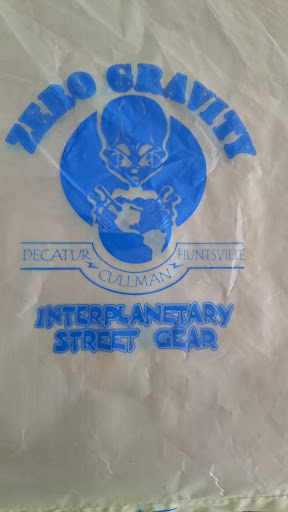 ZERO GRAVITY
DECATUR CULLMAN HUNTSVILLE
INTERPLANETARY
STREET GEAR